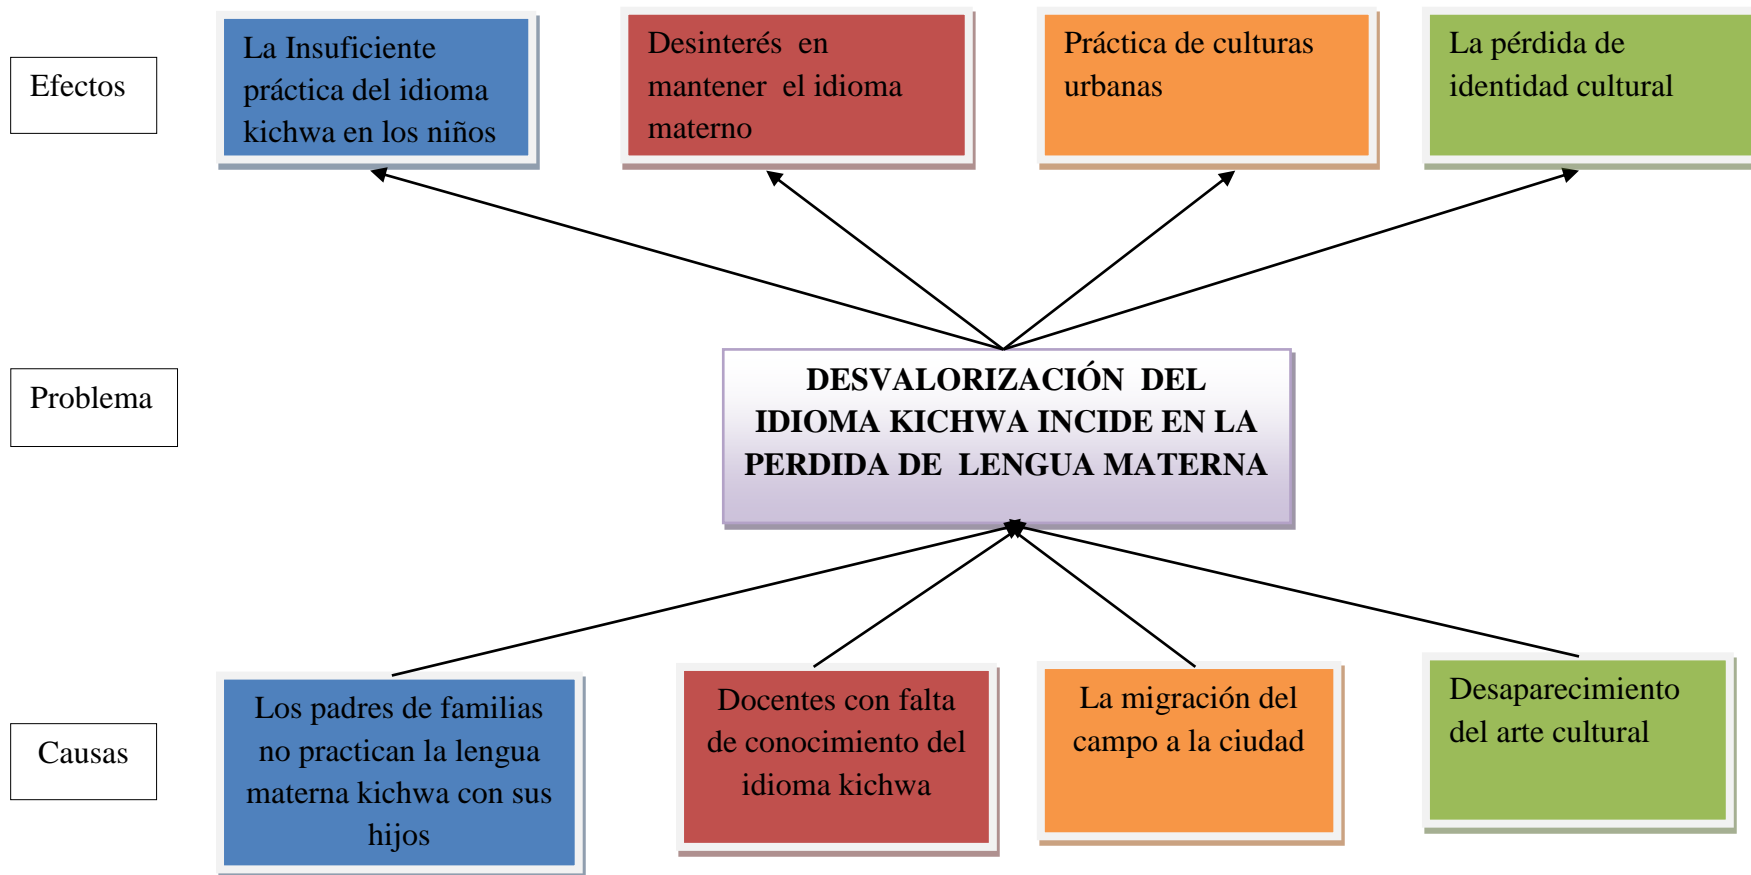 Efectos
La Insuficiente
práctica del idioma
kichwa en los niños
Desinterés en
mantener el idioma
materno
Práctica de culturas
urbanas
La pérdida de
identidad cultural
Problema
DESVALORIZACIÓN DEL
IDIOMA KICHWA INCIDE EN LA
PERDIDA DE LENGUA MATERNA
Causas
Los padres de familias
no practican la lengua
materna kichwa con sus
hijos
Docentes con falta
de conocimiento del
idioma kichwa
La migración del
campo a la ciudad
Desaparecimiento
del arte cultural